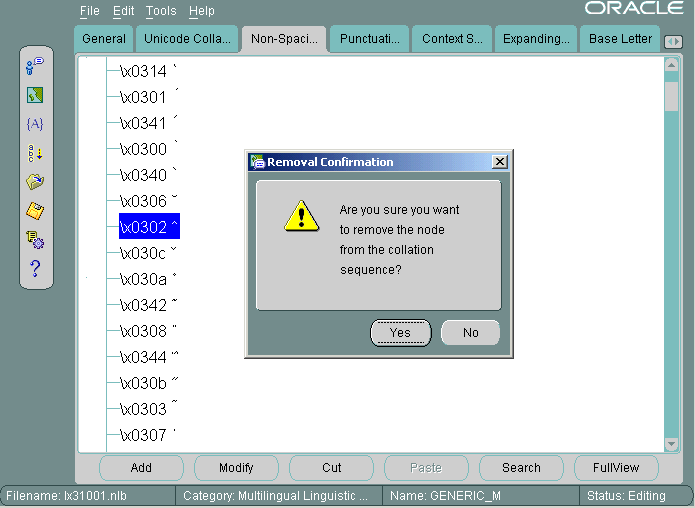 File Edit Tools Help
ORACLE
General Unicode Colla... Non-Spaci... Punctuati... Context S... Expanding... Base Letter
\x0314 ̔
\x0301 ́
\x0341 ́
\x0300 ̀
\x0340 ̀
\x0306 ̆
\x0302 ^
\x030c ̌
\x030a ̊
\x0342 ͂
\x0308 ̈
\x0344 ̈́
\x030b ̋
\x0303 ̃
\x0307 ̇
{A}
a
b
c
?
Removal Confirmation
Are you sure you want
to remove the node
from the collation
sequence?
Yes No
Add Modify Cut Paste Search FullView
Filename: lx31001.nlb Category: Multilingual Linguistic ... Name: GENERIC_M Status: Editing